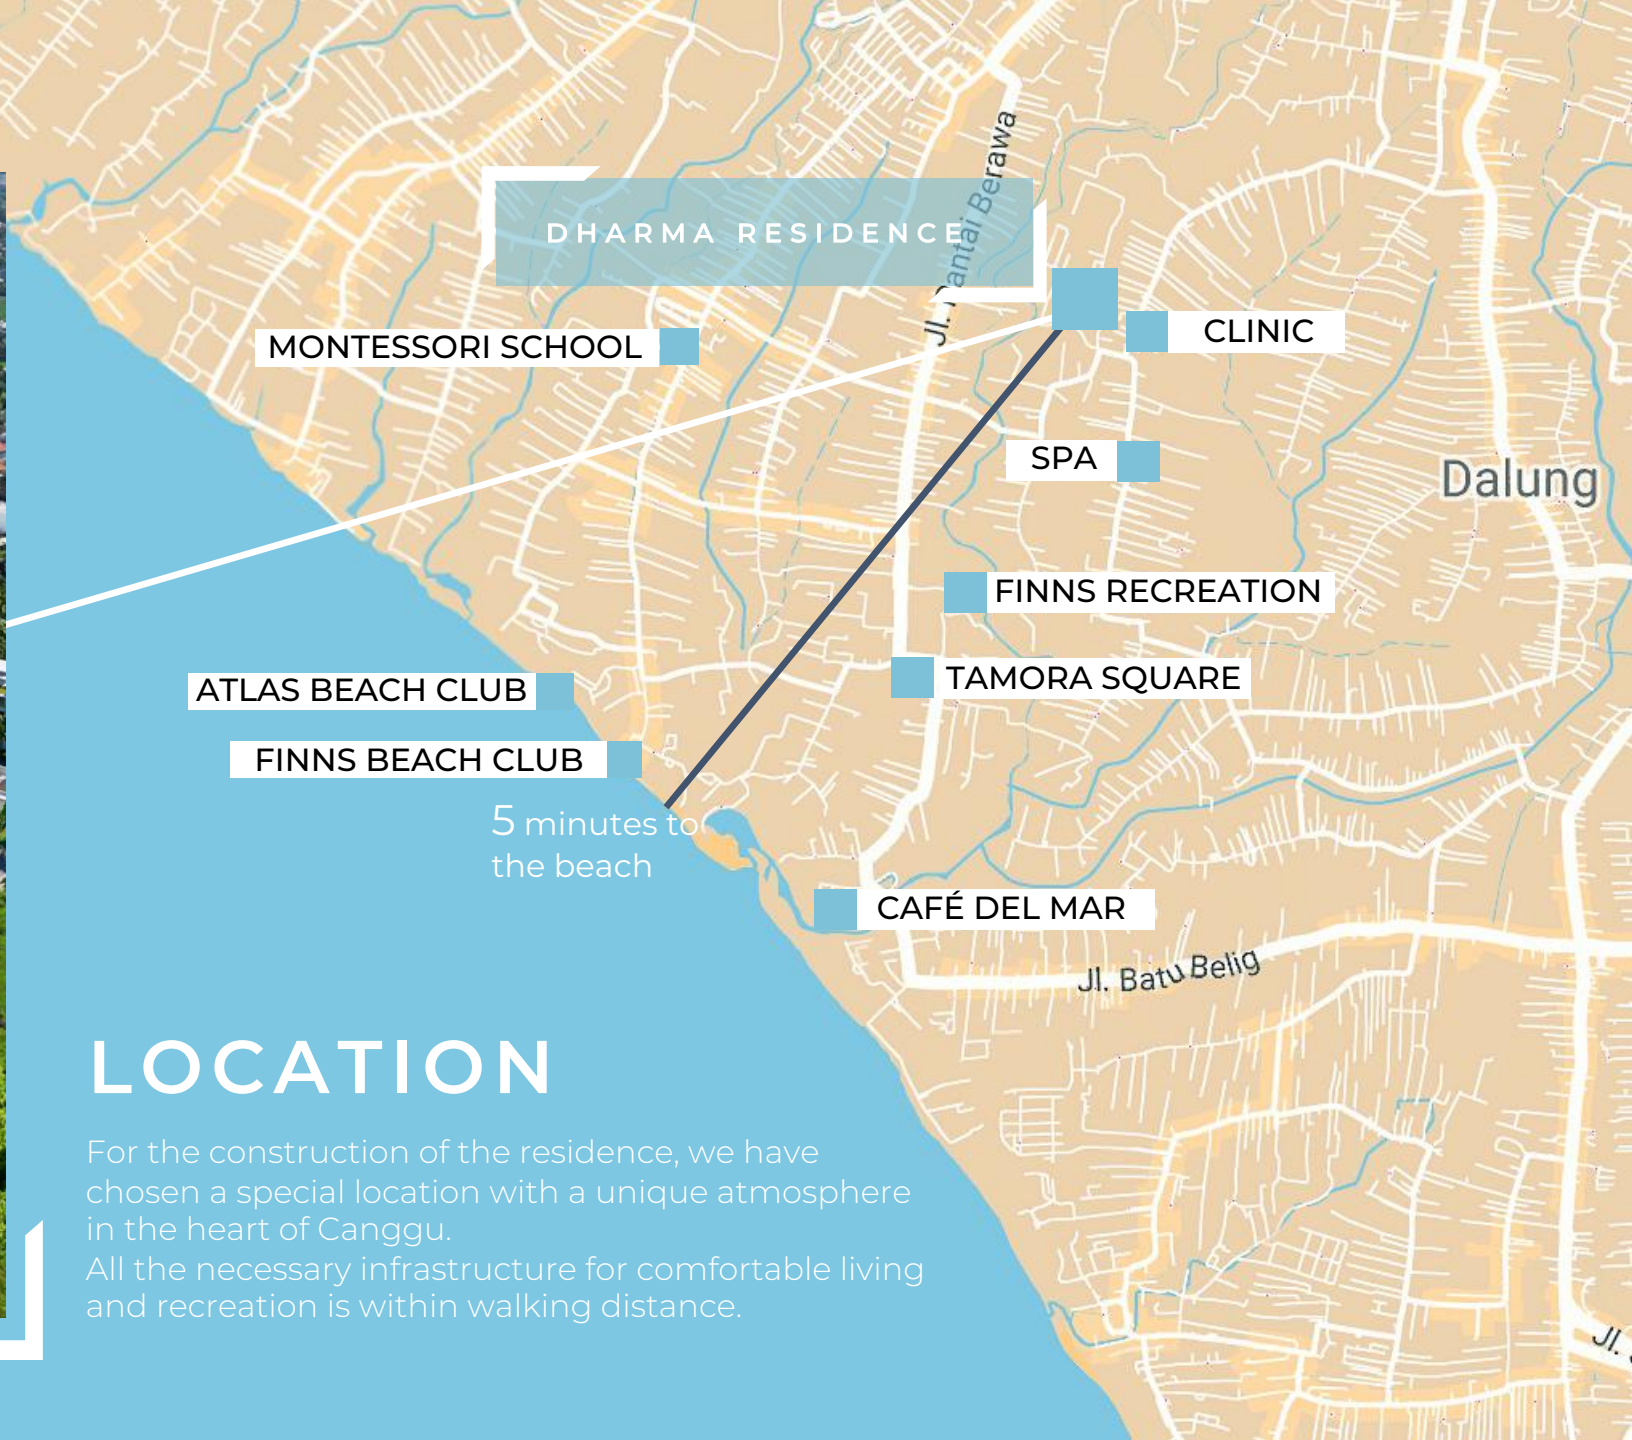 Jl. Pantai Berawa
DHARMA RESIDENCE
MONTESSORI SCHOOL
CLINIC
SPA
Dalung
FINNS RECREATION
TAMORA SQUARE
ATLAS BEACH CLUB
FINNS BEACH CLUB
5 minutes to
the beach
CAFÉ DEL MAR
Jl. Batu Belig
LOCATION
For the construction of the residence, we have
chosen a special location with a unique atmosphere
in the heart of Canggu.
All the necessary infrastructure for comfortable living
and recreation is within walking distance.
Jl.